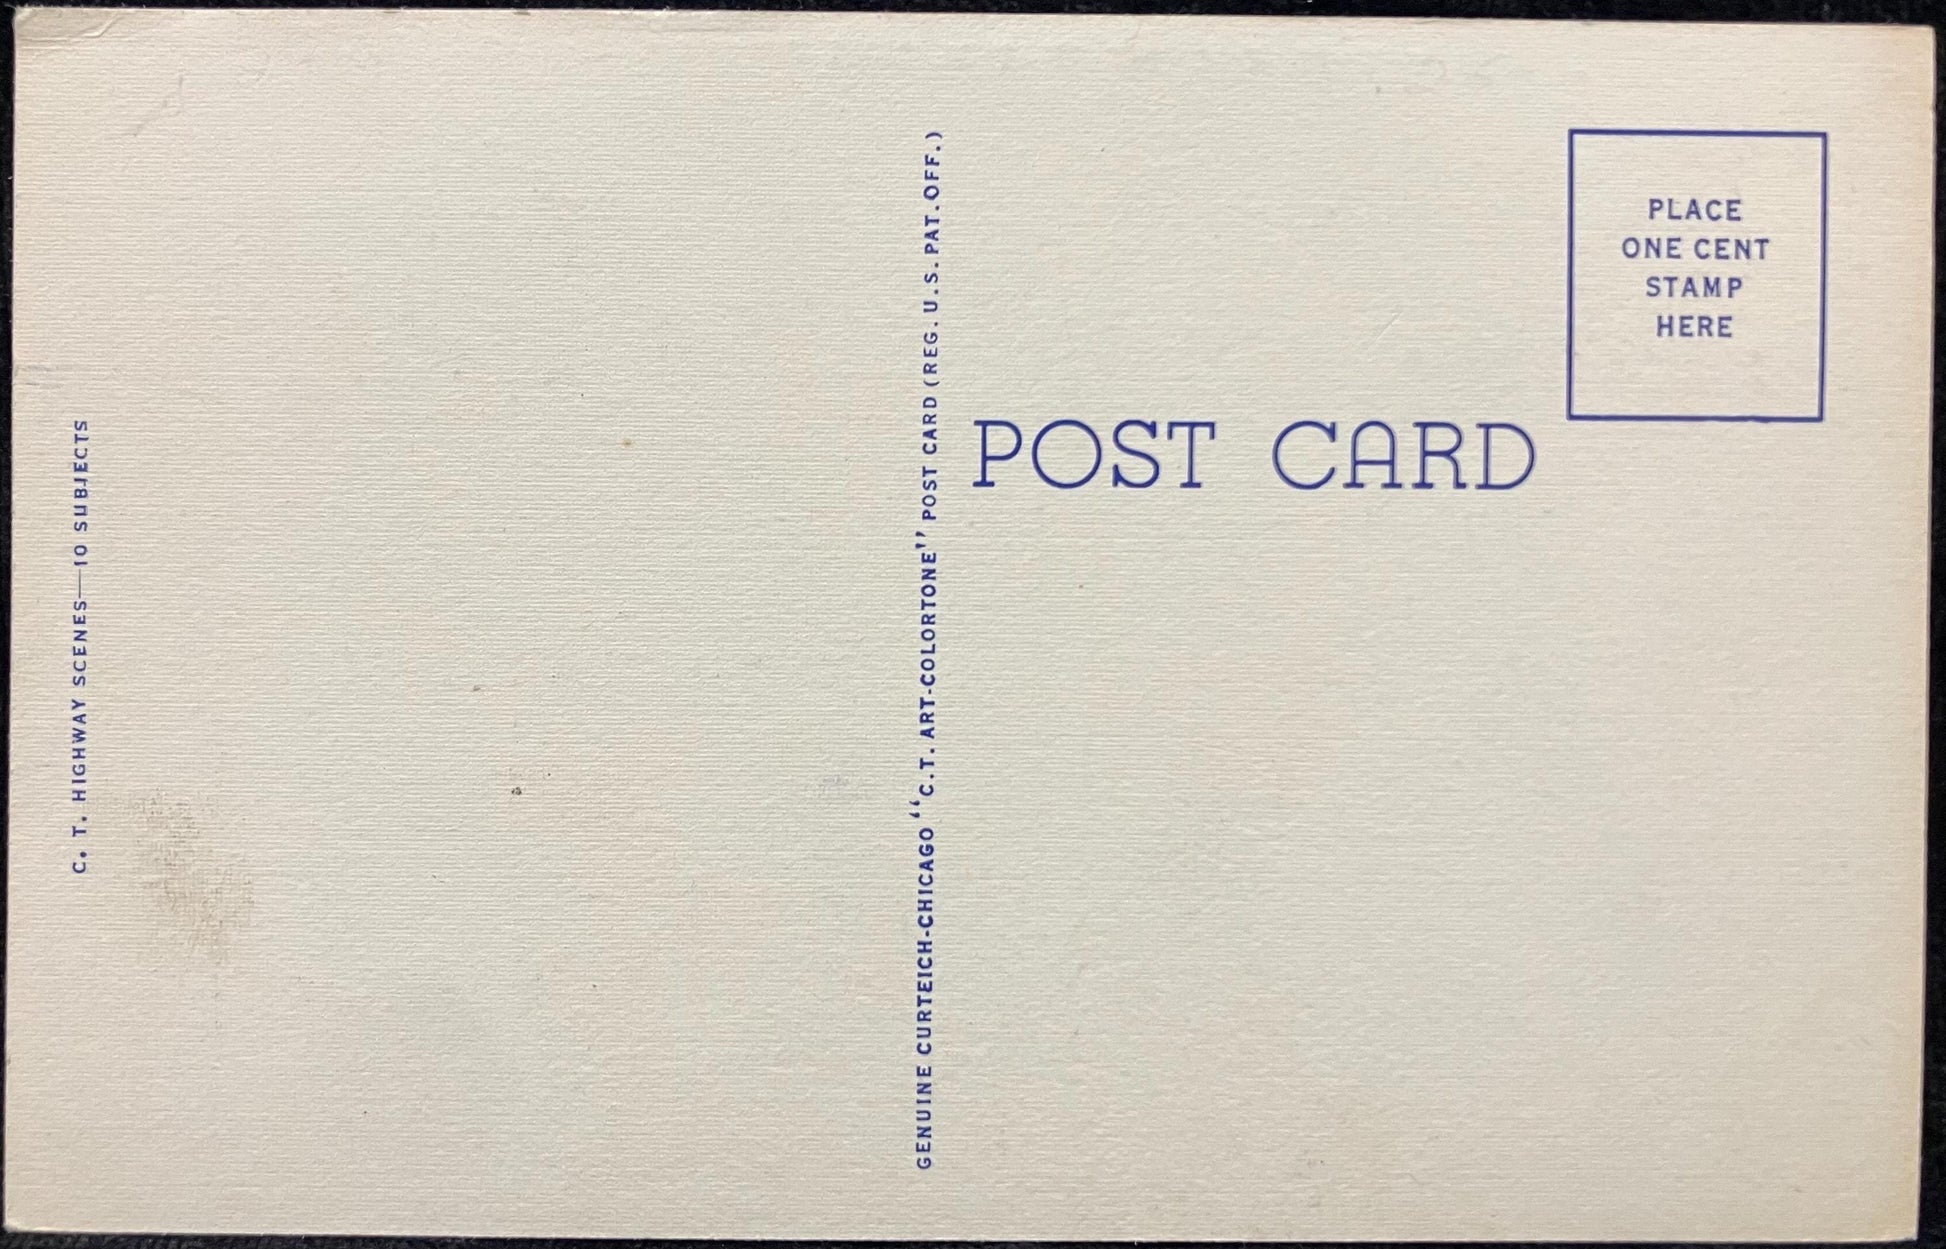 C. T. HIGHWAY SCENES—10 SUBJECTS
GENUINE CURTEICH-CHICAGO "C.T. ART-COLORTONE" POST CARD (REG. U.S. PAT. OFF.)
POST CARD
PLACE
ONE CENT
STAMP
HERE